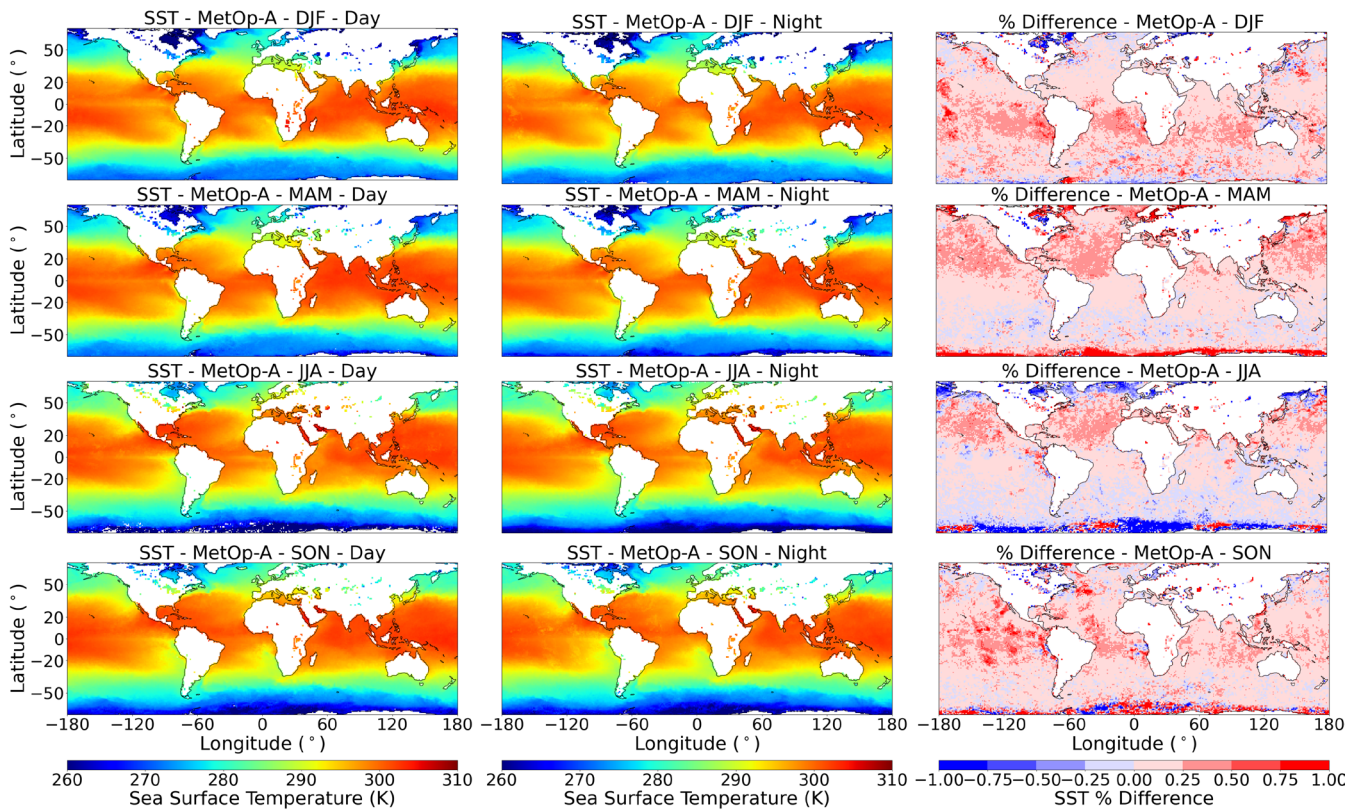 SST - MetOp-A - DJF - Day
SST - MetOp-A - DJF - Night
% Difference - MetOp-A - DJF
Latitude (°)
50
20
0
−20
−50
SST - MetOp-A - MAM - Day
SST - MetOp-A - MAM - Night
% Difference - MetOp-A - MAM
Latitude (°)
50
20
0
−20
−50
SST - MetOp-A - JJA - Day
SST - MetOp-A - JJA - Night
% Difference - MetOp-A - JJA
Latitude (°)
50
20
0
−20
−50
SST - MetOp-A - SON - Day
SST - MetOp-A - SON - Night
% Difference - MetOp-A - SON
Latitude (°)
50
20
0
−20
−50
−180 −120 −60 0 60 120 180
−180 −120 −60 0 60 120 180
−180 −120 −60 0 60 120 180
Longitude (°)
Longitude (°)
Longitude (°)
260 270 280 290 300 310
260 270 280 290 300 310
−1.00 −0.75 −0.50 −0.25 0.00 0.25 0.50 0.75 1.00
Sea Surface Temperature (K)
Sea Surface Temperature (K)
SST % Difference